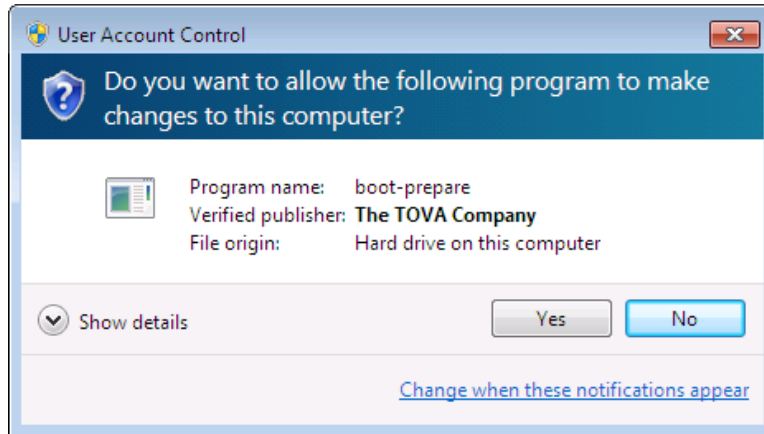 User Account Control
Do you want to allow the following program to make
changes to this computer?
Program name: boot-prepare
Verified publisher: The TOVA Company
File origin: Hard drive on this computer
Show details
Yes
No
Change when these notifications appear